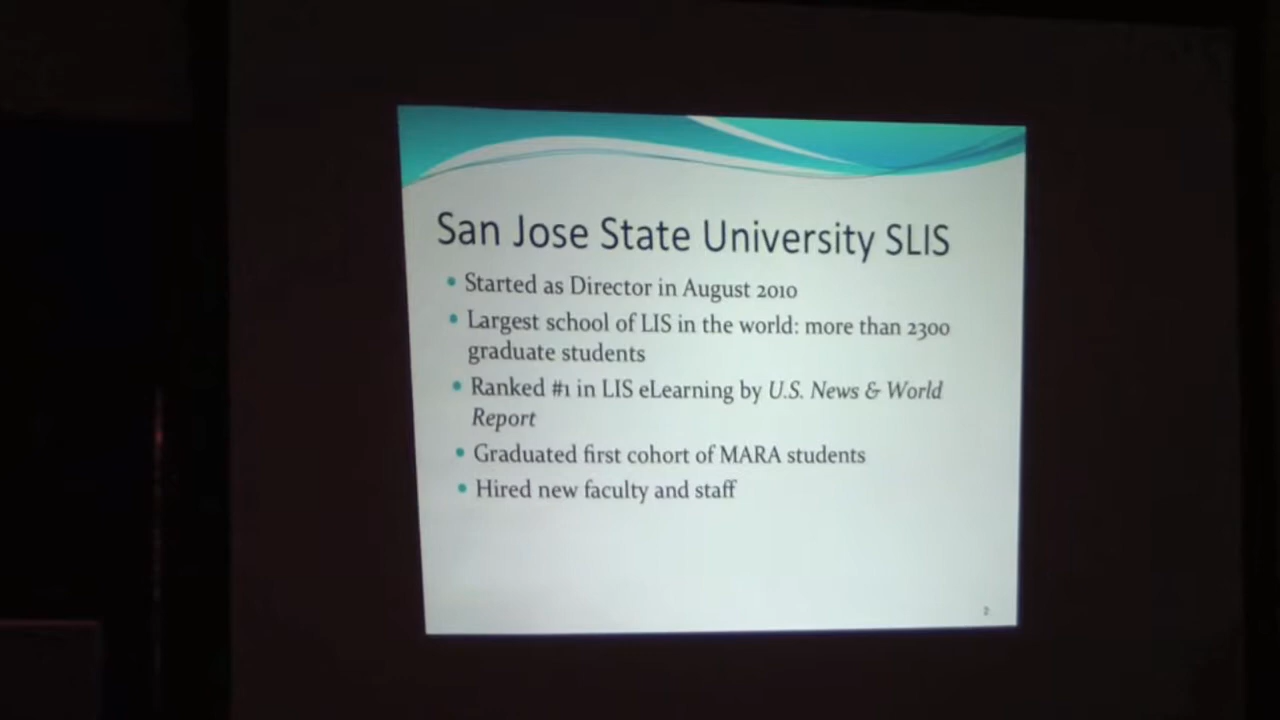 San Jose State University SLIS
• Started as Director in August 2010
• Largest school of LIS in the world: more than 2300
graduate students
• Ranked #1 in LIS eLearning by U.S. News & World
Report
• Graduated first cohort of MARA students
• Hired new faculty and staff
2